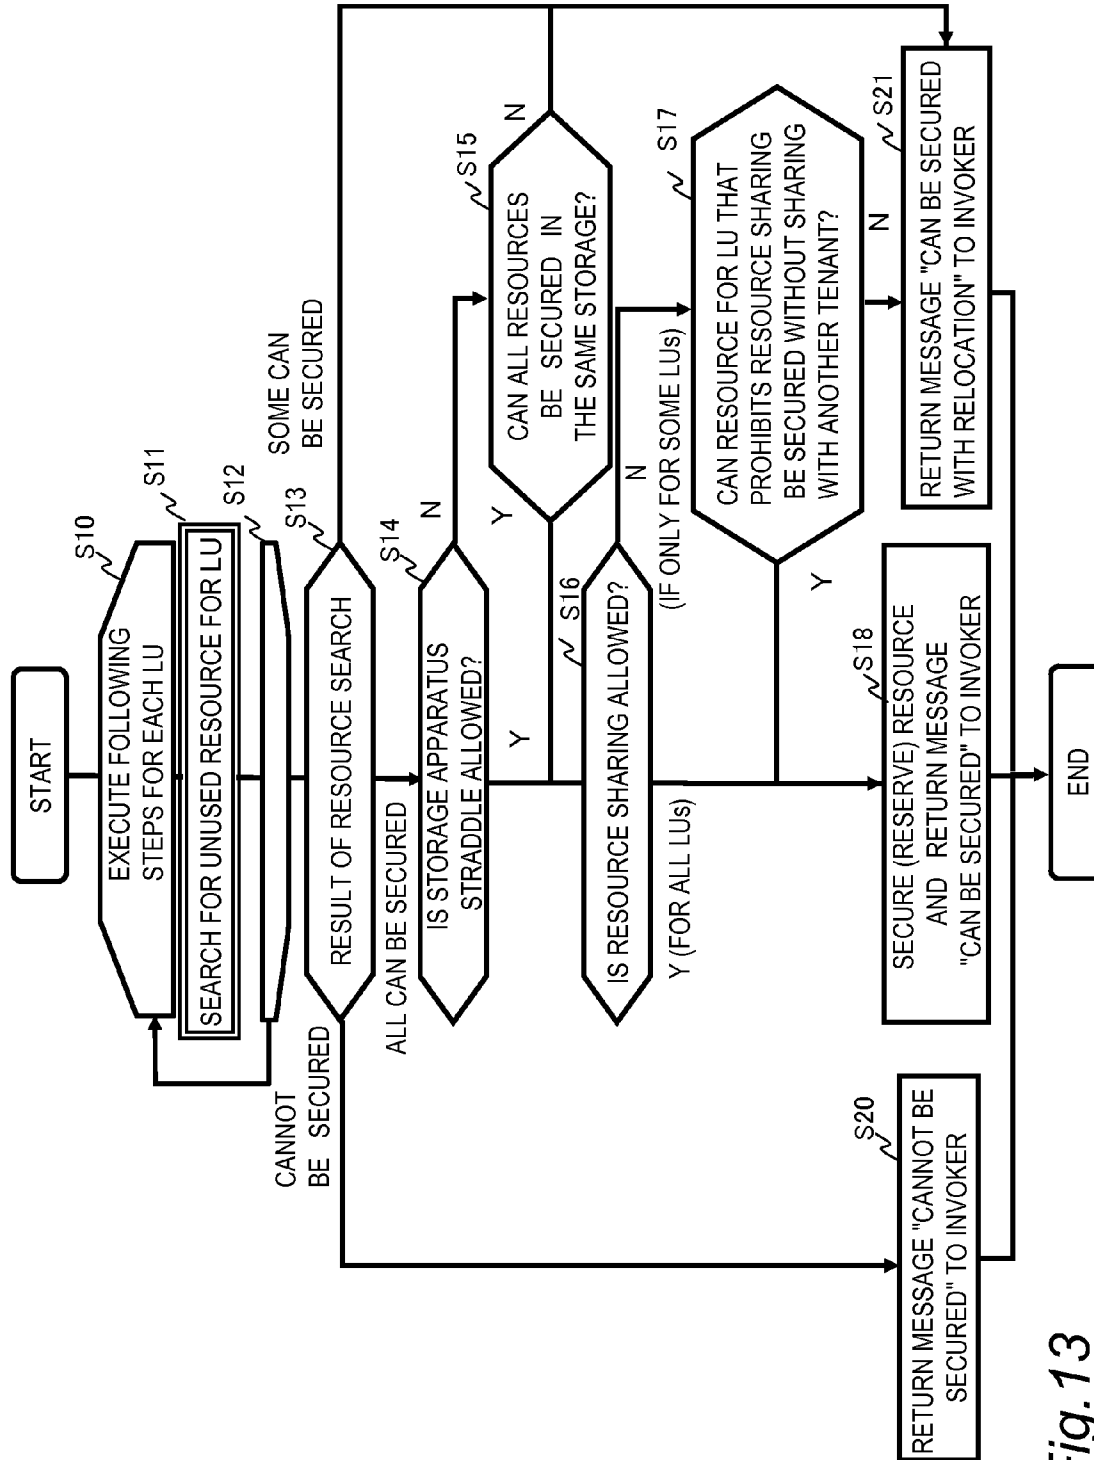 START
S10
EXECUTE FOLLOWING
STEPS FOR EACH LU
S11
SEARCH FOR UNUSED RESOURCE FOR LU
S12
S13
RESULT OF RESOURCE SEARCH
CANNOT
BE SECURED
SOME CAN
BE SECURED
ALL CAN BE SECURED
S14
IS STORAGE APPARATUS
STRADDLE ALLOWED?
N
Y
S15
CAN ALL RESOURCES
BE SECURED IN
THE SAME STORAGE?
Y
N
S16
IS RESOURCE SHARING ALLOWED?
Y (FOR ALL LUs)
N
(IF ONLY FOR SOME LUs)
S17
CAN RESOURCE FOR LU THAT
PROHIBITS RESOURCE SHARING
BE SECURED WITHOUT SHARING
WITH ANOTHER TENANT?
Y
N
S20
RETURN MESSAGE "CANNOT BE
SECURED" TO INVOKER
S18
SECURE (RESERVE) RESOURCE
AND RETURN MESSAGE
"CAN BE SECURED" TO INVOKER
S21
RETURN MESSAGE "CAN BE SECURED
WITH RELOCATION" TO INVOKER
END
Fig.13